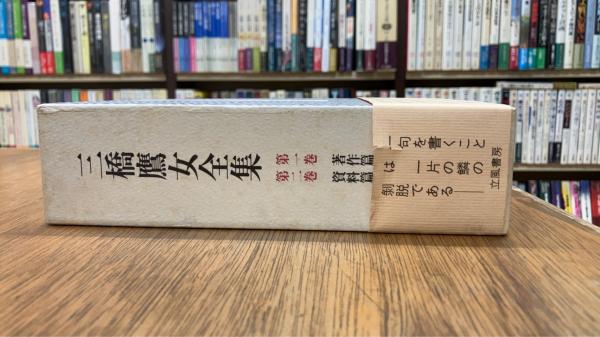 三橋鷹女全集
第一巻 著作篇
第二巻 資料篇
一句を書くこと
は 一片の鱗の
剝脱である——
立風書房